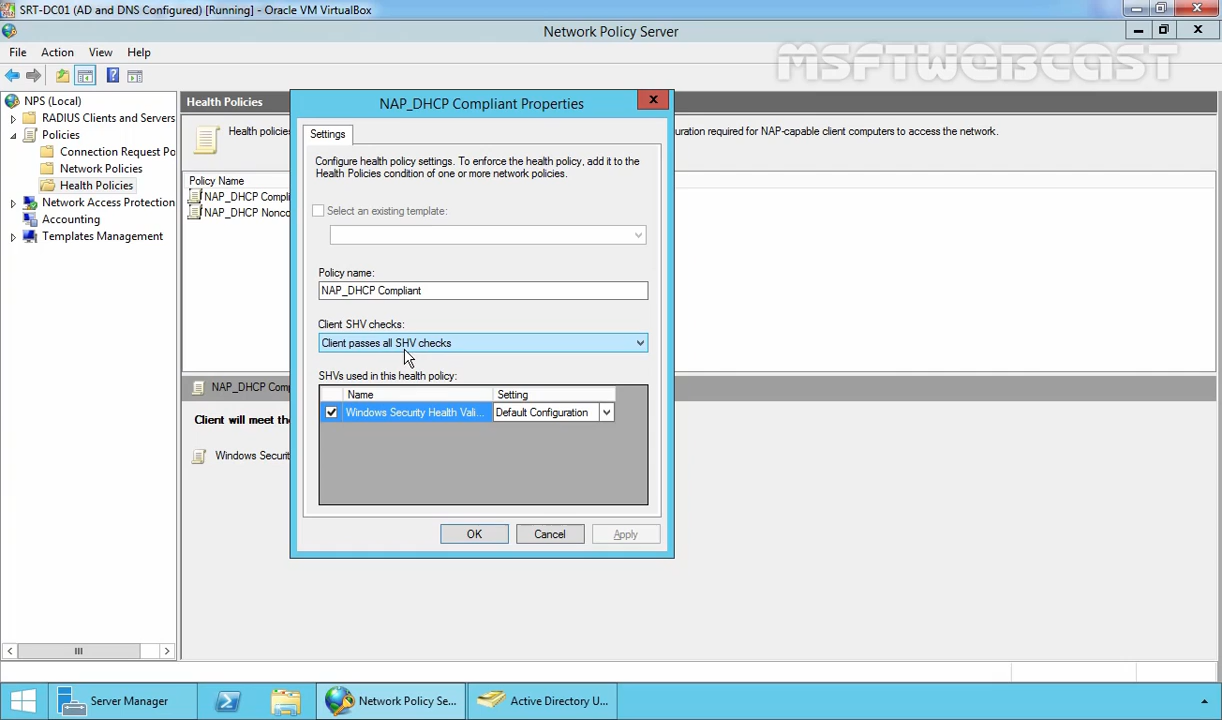 SRT-DC01 (AD and DNS Configured) [Running] - Oracle VM VirtualBox
Network Policy Server
MSFTWEBCAST
File Action View Help
NPS (Local)
RADIUS Clients and Servers
Policies
Connection Request Po
Network Policies
Health Policies
Network Access Protection
Accounting
Templates Management
Health Policies
Health policies
uration required for NAP-capable client computers to access the network.
Policy Name
NAP_DHCP Compli
NAP_DHCP Nonco
NAP_DHCP Comp
Client will meet the
Windows Securit
NAP_DHCP Compliant Properties
Settings
Configure health policy settings. To enforce the health policy, add it to the
Health Policies condition of one or more network policies.
Select an existing template:
Policy name:
NAP_DHCP Compliant
Client SHV checks:
Client passes all SHV checks
SHVs used in this health policy:
Name Setting
Windows Security Health Vali... Default Configuration
OK Cancel Apply
Server Manager
Network Policy Se...
Active Directory U...